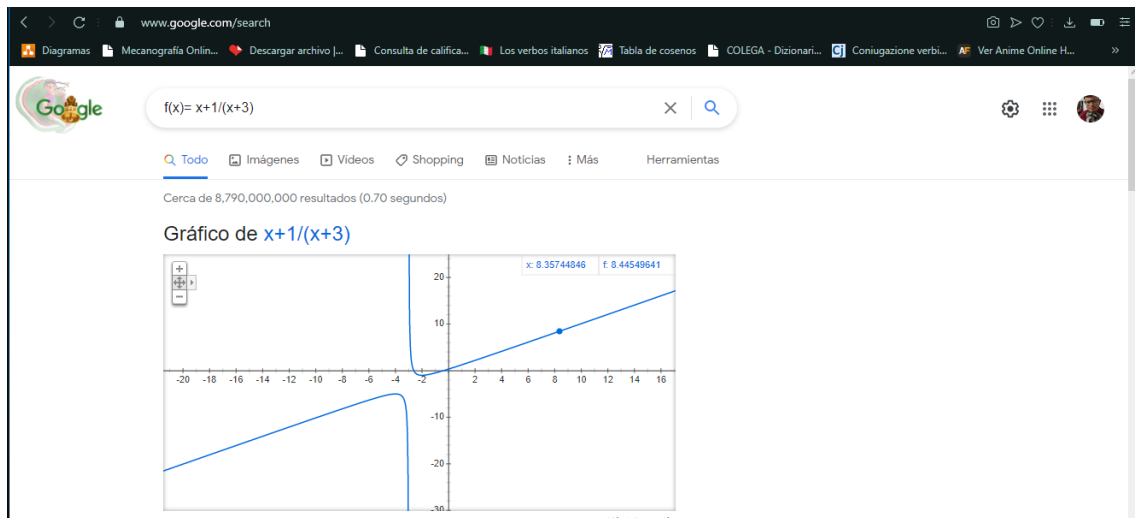 www.google.com/search
Diagramas Mecanografía Onlin... Descargar archivo |... Consulta de califica... Los verbos italianos Tabla de cosenos COLEGA - Dizionari... Cj Coniugazione verbi... AF Ver Anime Online H... »
Google
f(x)= x+1/(x+3)
Todo Imágenes Videos Shopping Noticias Más Herramientas
Cerca de 8,790,000,000 resultados (0.70 segundos)
Gráfico de x+1/(x+3)
x: 8.35744846 f: 8.44549641
20
10
-20 -18 -16 -14 -12 -10 -8 -6 -4 -2 2 4 6 8 10 12 14 16
-10
-20
-30